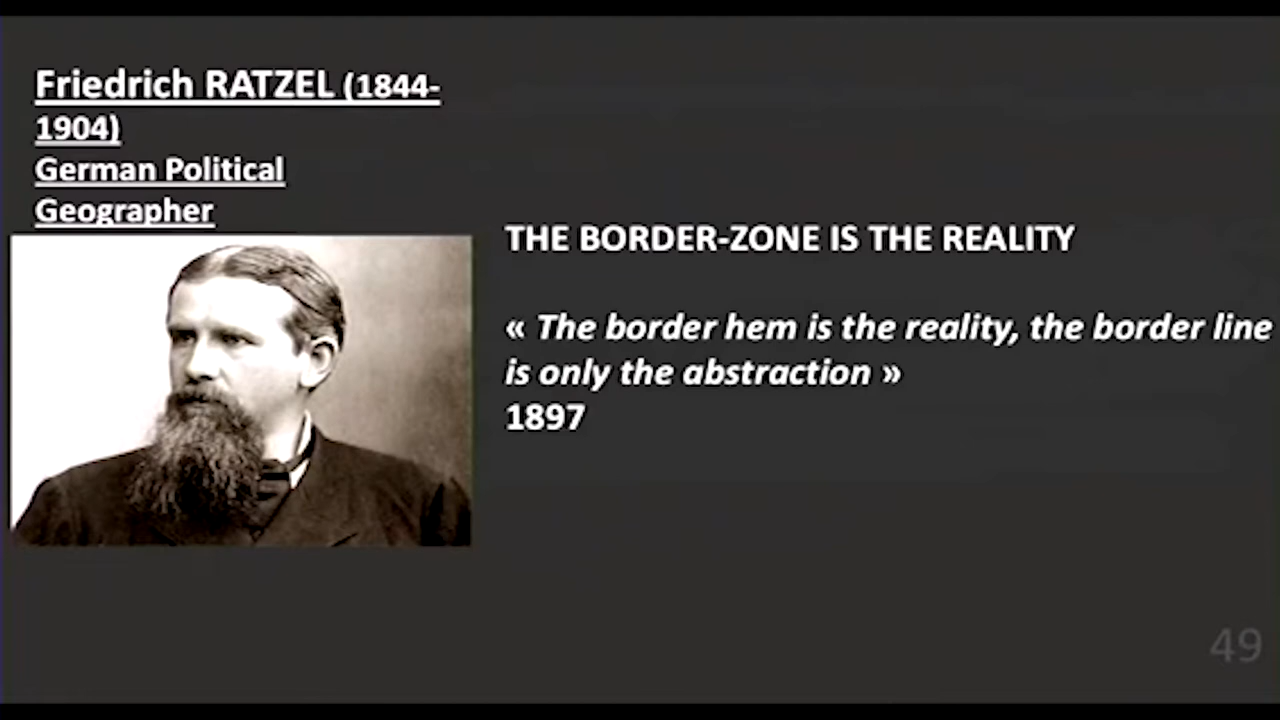 Friedrich RATZEL (1844-
1904)
German Political
Geographer
THE BORDER-ZONE IS THE REALITY
« The border hem is the reality, the border line
is only the abstraction »
1897
49